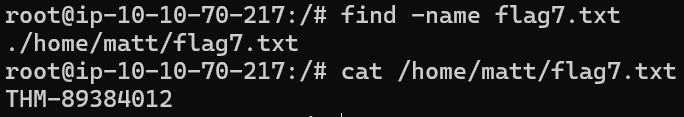 root@ip-10-10-70-217:/# find -name flag7.txt
./home/matt/flag7.txt
root@ip-10-10-70-217:/# cat /home/matt/flag7.txt
THM-89384012